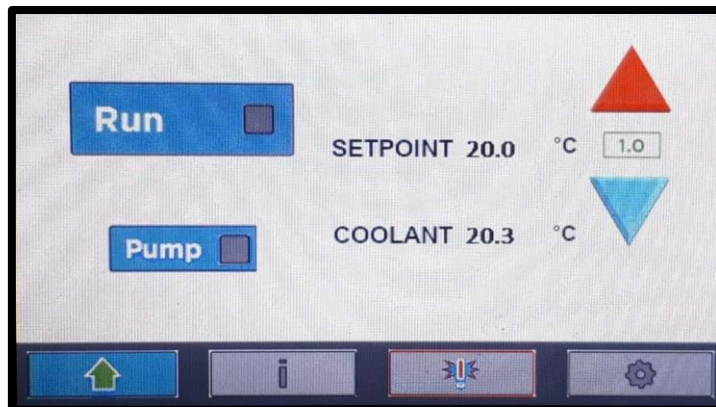 Run
SETPOINT 20.0 °C 1.0
COOLANT 20.3 °C
Pump
i